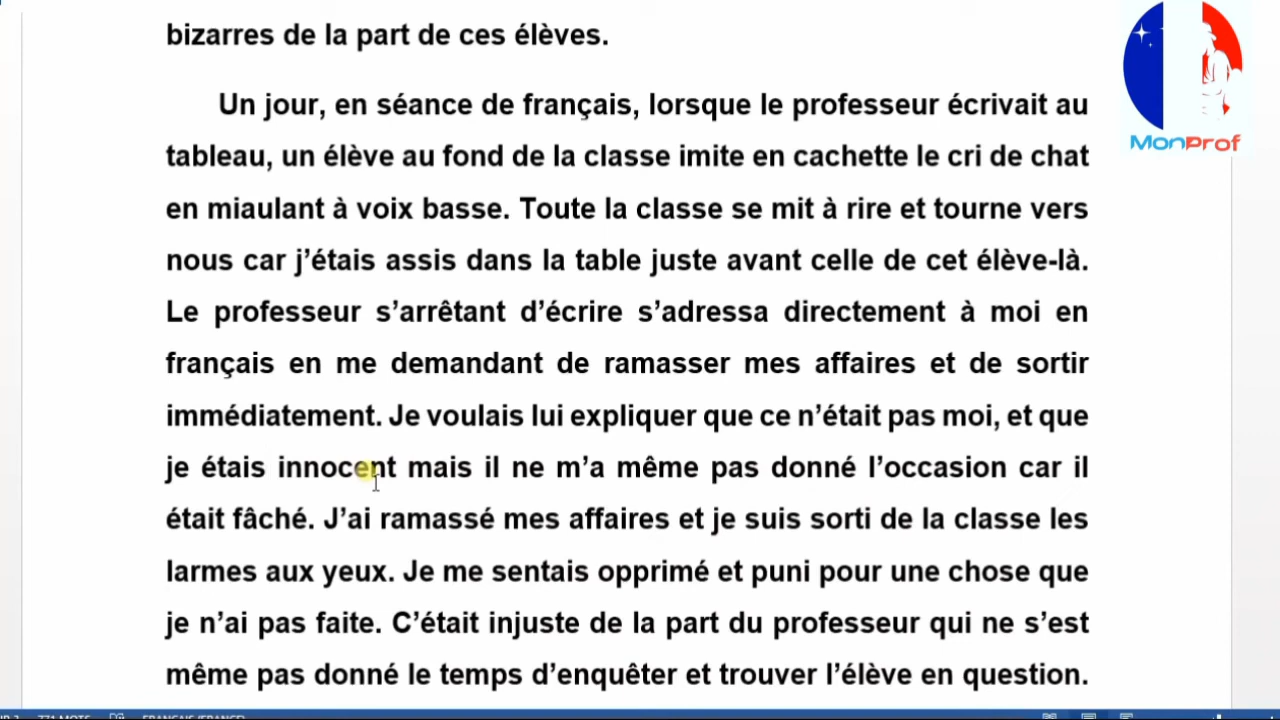 bizarres de la part de ces élèves.
MonProf
Un jour, en séance de français, lorsque le professeur écrivait au
tableau, un élève au fond de la classe imite en cachette le cri de chat
en miaulant à voix basse. Toute la classe se mit à rire et tourne vers
nous car j’étais assis dans la table juste avant celle de cet élève-là.
Le professeur s’arrêtant d’écrire s’adressa directement à moi en
français en me demandant de ramasser mes affaires et de sortir
immédiatement. Je voulais lui expliquer que ce n’était pas moi, et que
je étais innocent mais il ne m’a même pas donné l’occasion car il
était fâché. J’ai ramassé mes affaires et je suis sorti de la classe les
larmes aux yeux. Je me sentais opprimé et puni pour une chose que
je n’ai pas faite. C’était injuste de la part du professeur qui ne s’est
même pas donné le temps d’enquêter et trouver l’élève en question.
771 MOTS FRANÇAIS (FRANCE)